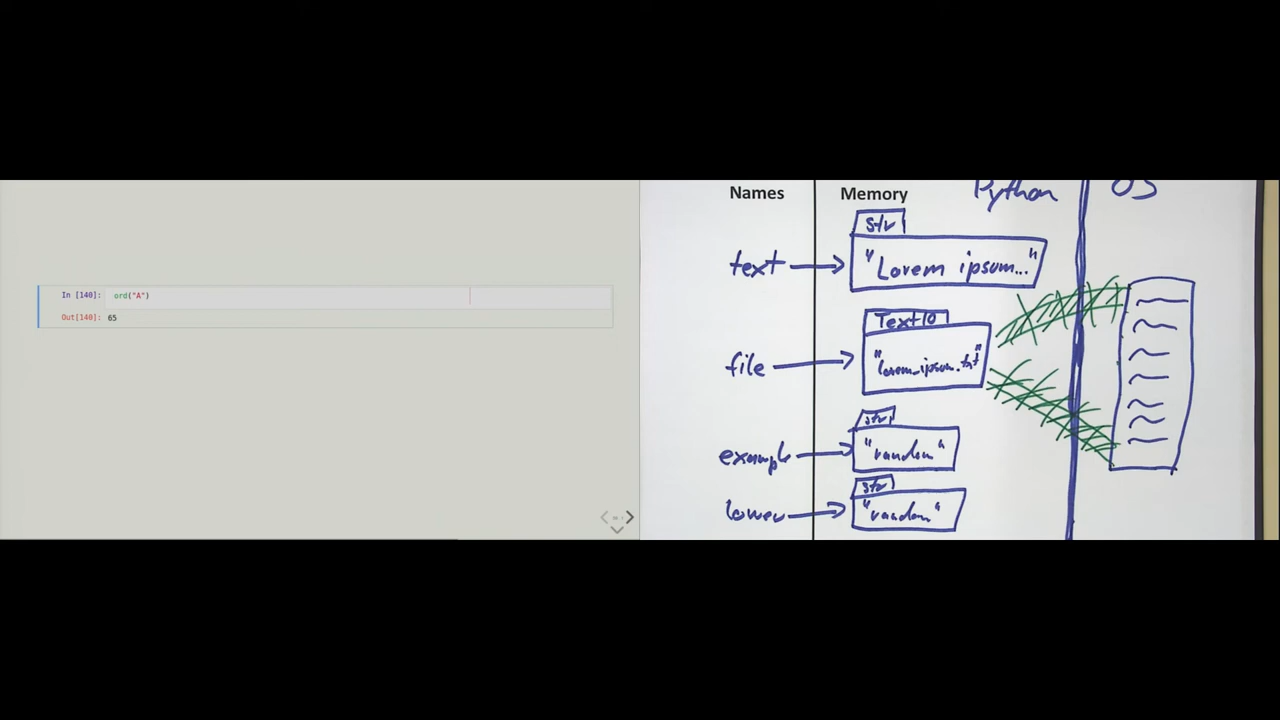 In [140]: ord("A")
Out[140]: 65
Names Memory Python OS
str
text "Lorem ipsum..."
TextIO
file "lorem_ipsum.txt"
str
example "random"
str
lower "random"